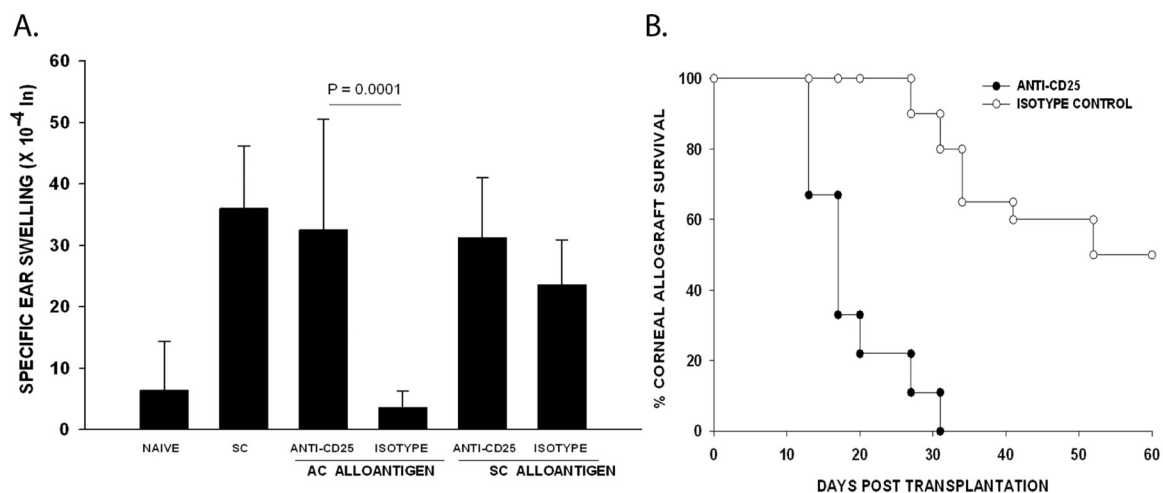 A.
SPECIFIC EAR SWELLING (X 10⁻⁴ In)
60
50
40
30
20
10
0
P = 0.0001
NAIVE SC ANTI-CD25 ISOTYPE ANTI-CD25 ISOTYPE
AC ALLOANTIGEN SC ALLOANTIGEN
B.
% CORNEAL ALLOGRAFT SURVIVAL
100
80
60
40
20
0
ANTI-CD25
ISOTYPE CONTROL
0 10 20 30 40 50 60
DAYS POST TRANSPLANTATION